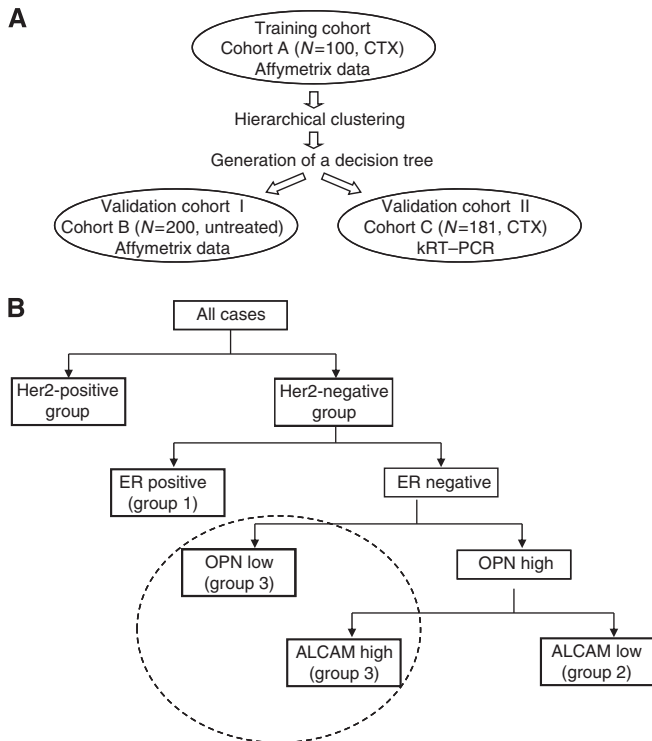 A
Training cohort
Cohort A (N=100, CTX)
Affymetrix data
Hierarchical clustering
Generation of a decision tree
Validation cohort I
Cohort B (N=200, untreated)
Affymetrix data
Validation cohort II
Cohort C (N=181, CTX)
kRT–PCR
B
All cases
Her2-positive
group
Her2-negative
group
ER positive
(group 1)
ER negative
OPN low
(group 3)
OPN high
ALCAM high
(group 3)
ALCAM low
(group 2)